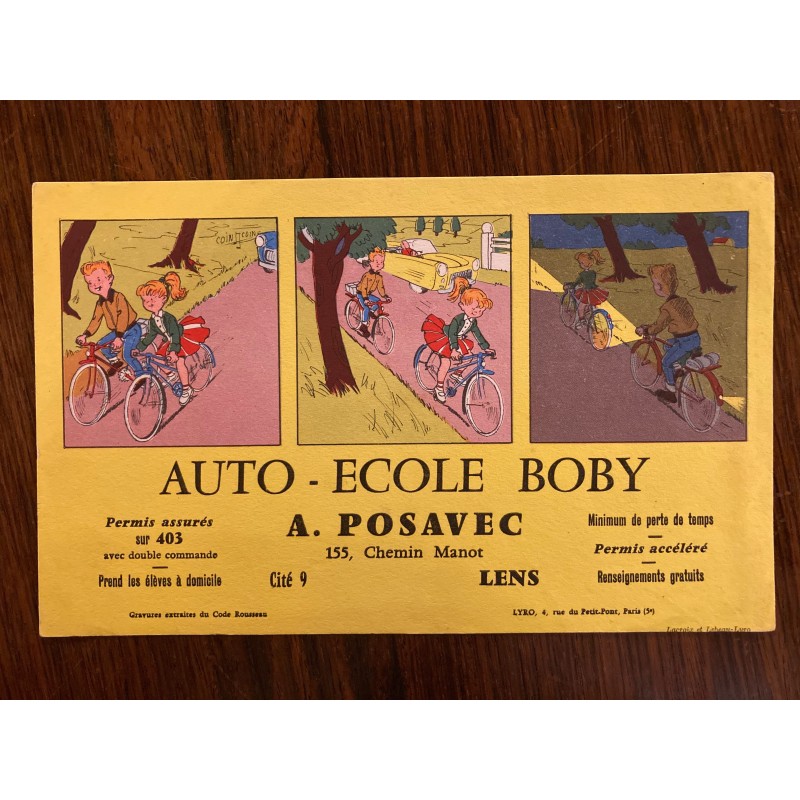 AUTO - ECOLE BOBY
Permis assurés
sur 403
avec double commande
Prend les élèves à domicile
A. POSAVEC
155, Chemin Manot
Cité 9 LENS
Minimum de perte de temps
Permis accéléré
Renseignements gratuits
Gravures extraites du Code Rousseau
LYRO, 4, rue du Petit-Pont, Paris (5e)